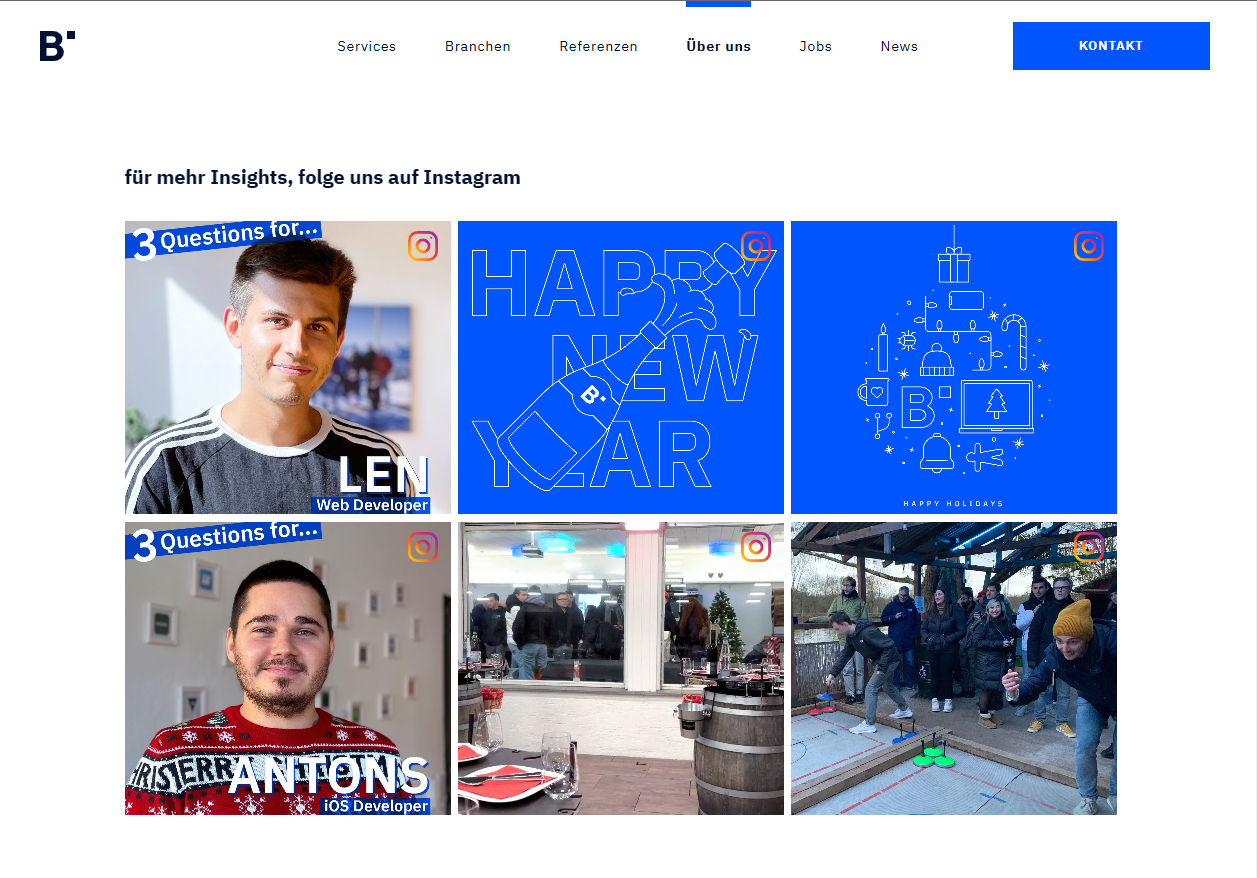 B
Services
Branchen
Referenzen
Über uns
Jobs
News
KONTAKT
für mehr Insights, folge uns auf Instagram
3 Questions for...
LEN
Web Developer
HAPPY
NEW
YEAR
B
B
HAPPY HOLIDAYS
3 Questions for...
ANTONS
iOS Developer